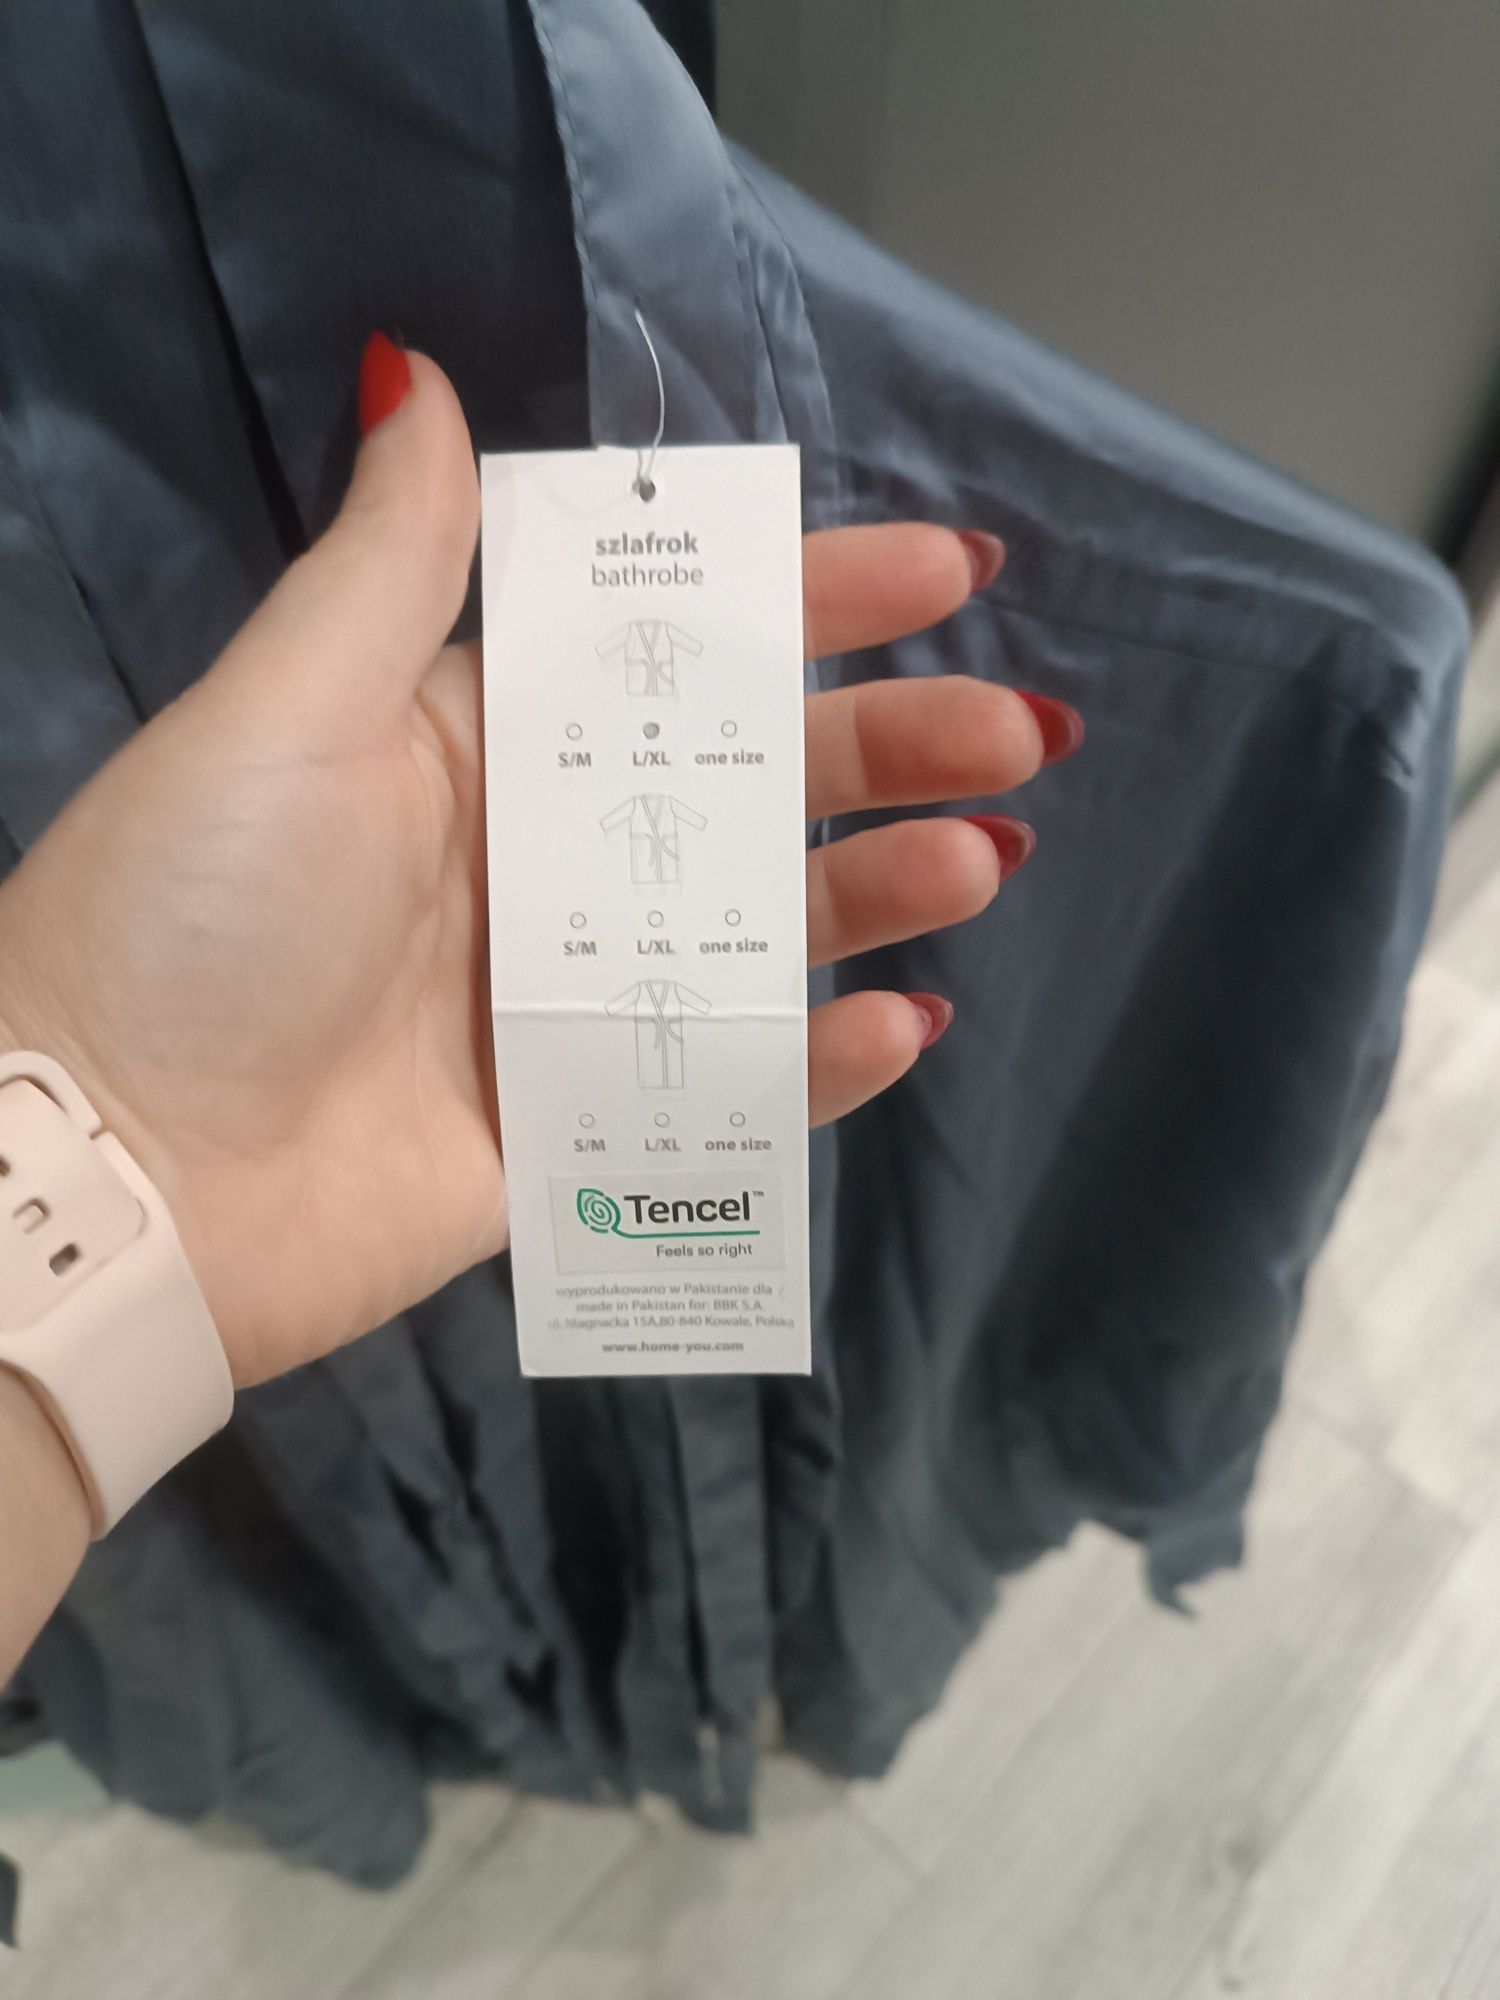 szlafrok
bathrobe
S/M L/XL one size
S/M L/XL one size
S/M L/XL one size
Tencel™
Feels so right
wyprodukowano w Pakistanie dla /
made in Pakistan for: BBK S.A.
ul. Magnacka 15A,80-840 Kowale, Polska
www.home-you.com